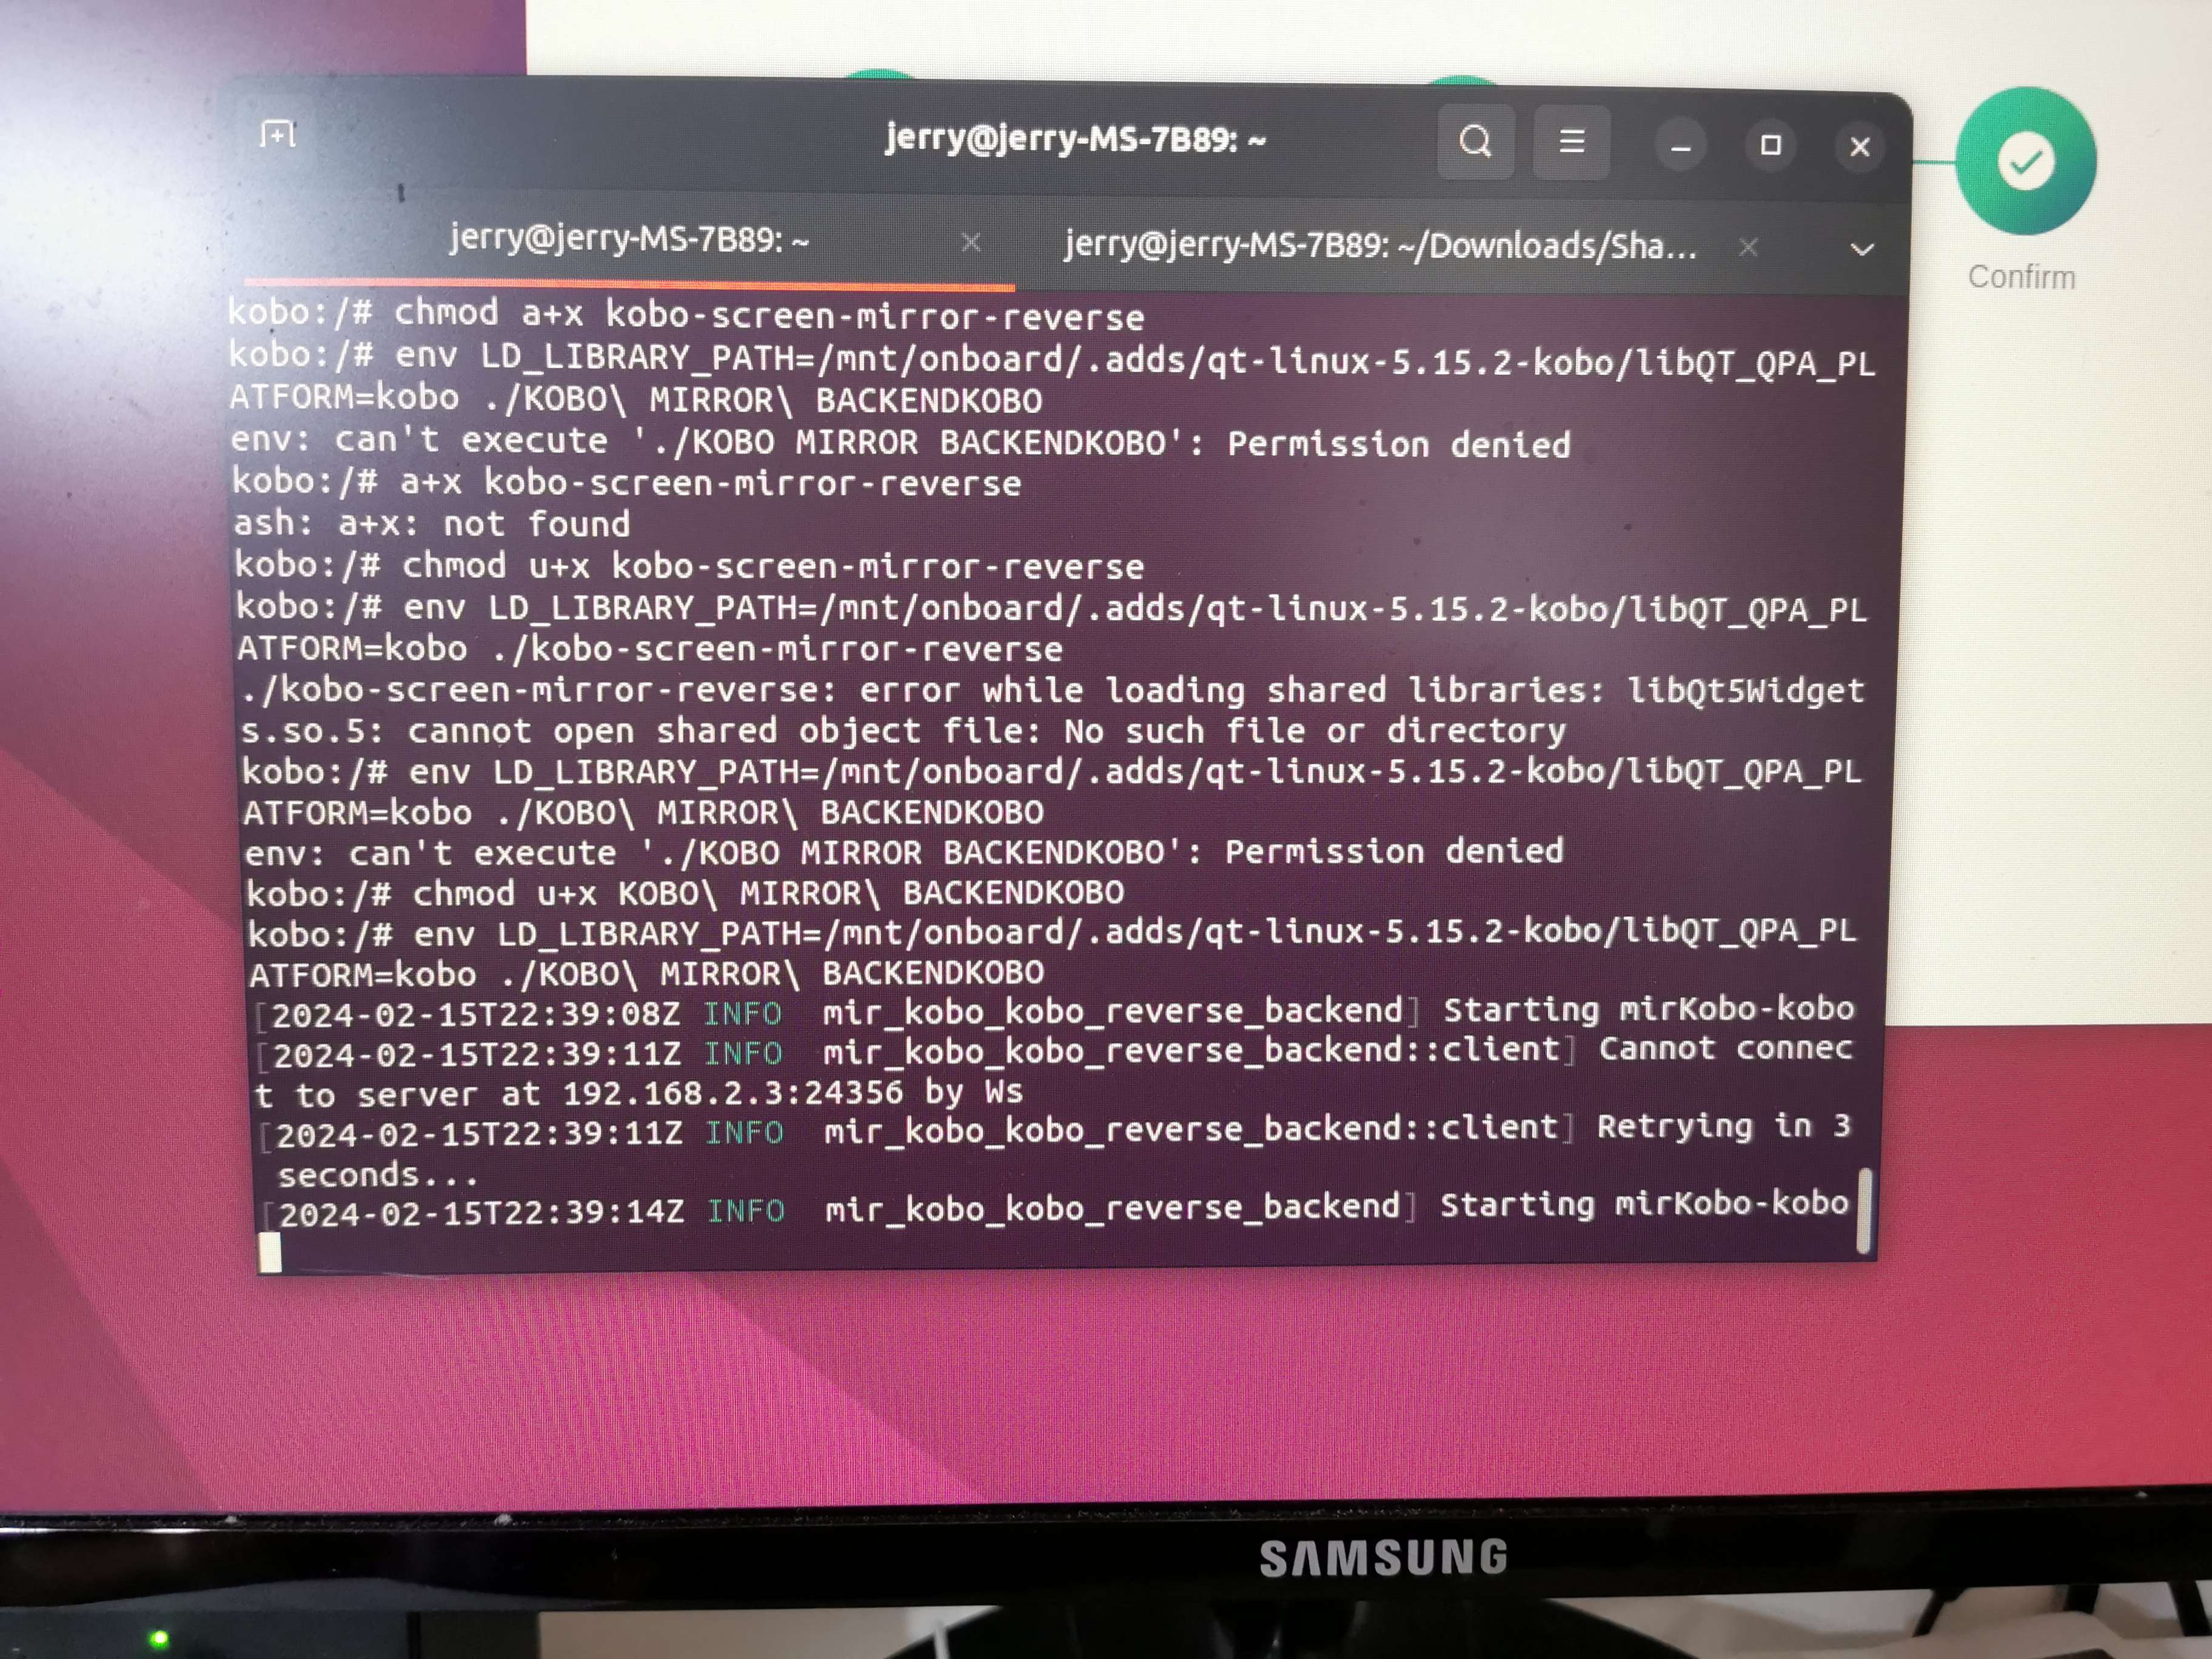 jerry@jerry-MS-7B89: ~
jerry@jerry-MS-7B89: ~
jerry@jerry-MS-7B89: ~/Downloads/Sha...
Confirm
kobo:/# chmod a+x kobo-screen-mirror-reverse
kobo:/# env LD_LIBRARY_PATH=/mnt/onboard/.adds/qt-linux-5.15.2-kobo/libQT_QPA_PL
ATFORM=kobo ./KOBO\ MIRROR\ BACKENDKOBO
env: can't execute './KOBO MIRROR BACKENDKOBO': Permission denied
kobo:/# a+x kobo-screen-mirror-reverse
ash: a+x: not found
kobo:/# chmod u+x kobo-screen-mirror-reverse
kobo:/# env LD_LIBRARY_PATH=/mnt/onboard/.adds/qt-linux-5.15.2-kobo/libQT_QPA_PL
ATFORM=kobo ./kobo-screen-mirror-reverse
./kobo-screen-mirror-reverse: error while loading shared libraries: libQt5Widget
s.so.5: cannot open shared object file: No such file or directory
kobo:/# env LD_LIBRARY_PATH=/mnt/onboard/.adds/qt-linux-5.15.2-kobo/libQT_QPA_PL
ATFORM=kobo ./KOBO\ MIRROR\ BACKENDKOBO
env: can't execute './KOBO MIRROR BACKENDKOBO': Permission denied
kobo:/# chmod u+x KOBO\ MIRROR\ BACKENDKOBO
kobo:/# env LD_LIBRARY_PATH=/mnt/onboard/.adds/qt-linux-5.15.2-kobo/libQT_QPA_PL
ATFORM=kobo ./KOBO\ MIRROR\ BACKENDKOBO
[2024-02-15T22:39:08Z INFO  mir_kobo_kobo_reverse_backend] Starting mirKobo-kobo
[2024-02-15T22:39:11Z INFO  mir_kobo_kobo_reverse_backend::client] Cannot connec
t to server at 192.168.2.3:24356 by Ws
[2024-02-15T22:39:11Z INFO  mir_kobo_kobo_reverse_backend::client] Retrying in 3
 seconds...
[2024-02-15T22:39:14Z INFO  mir_kobo_kobo_reverse_backend] Starting mirKobo-kobo
SAMSUNG